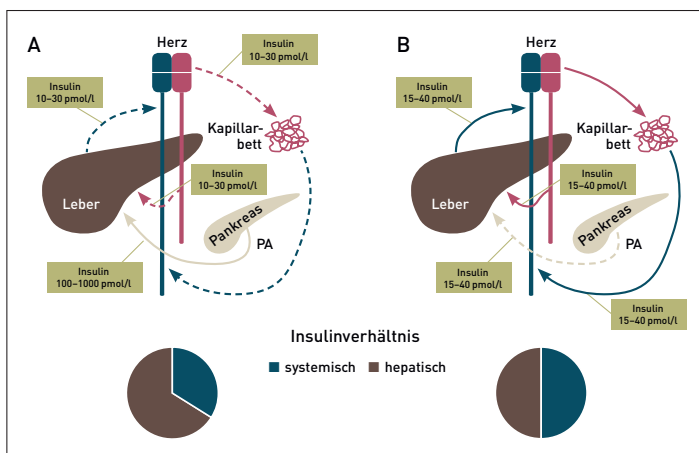 A
Herz
Insulin
10–30 pmol/l
Insulin
10–30 pmol/l
Kapillar-
bett
Insulin
10–30 pmol/l
Leber
Pankreas
PA
Insulin
100–1000 pmol/l
B
Herz
Insulin
15–40 pmol/l
Kapillar-
bett
Insulin
15–40 pmol/l
Leber
Pankreas
PA
Insulin
15–40 pmol/l
Insulin
15–40 pmol/l
Insulinverhältnis
systemisch hepatisch